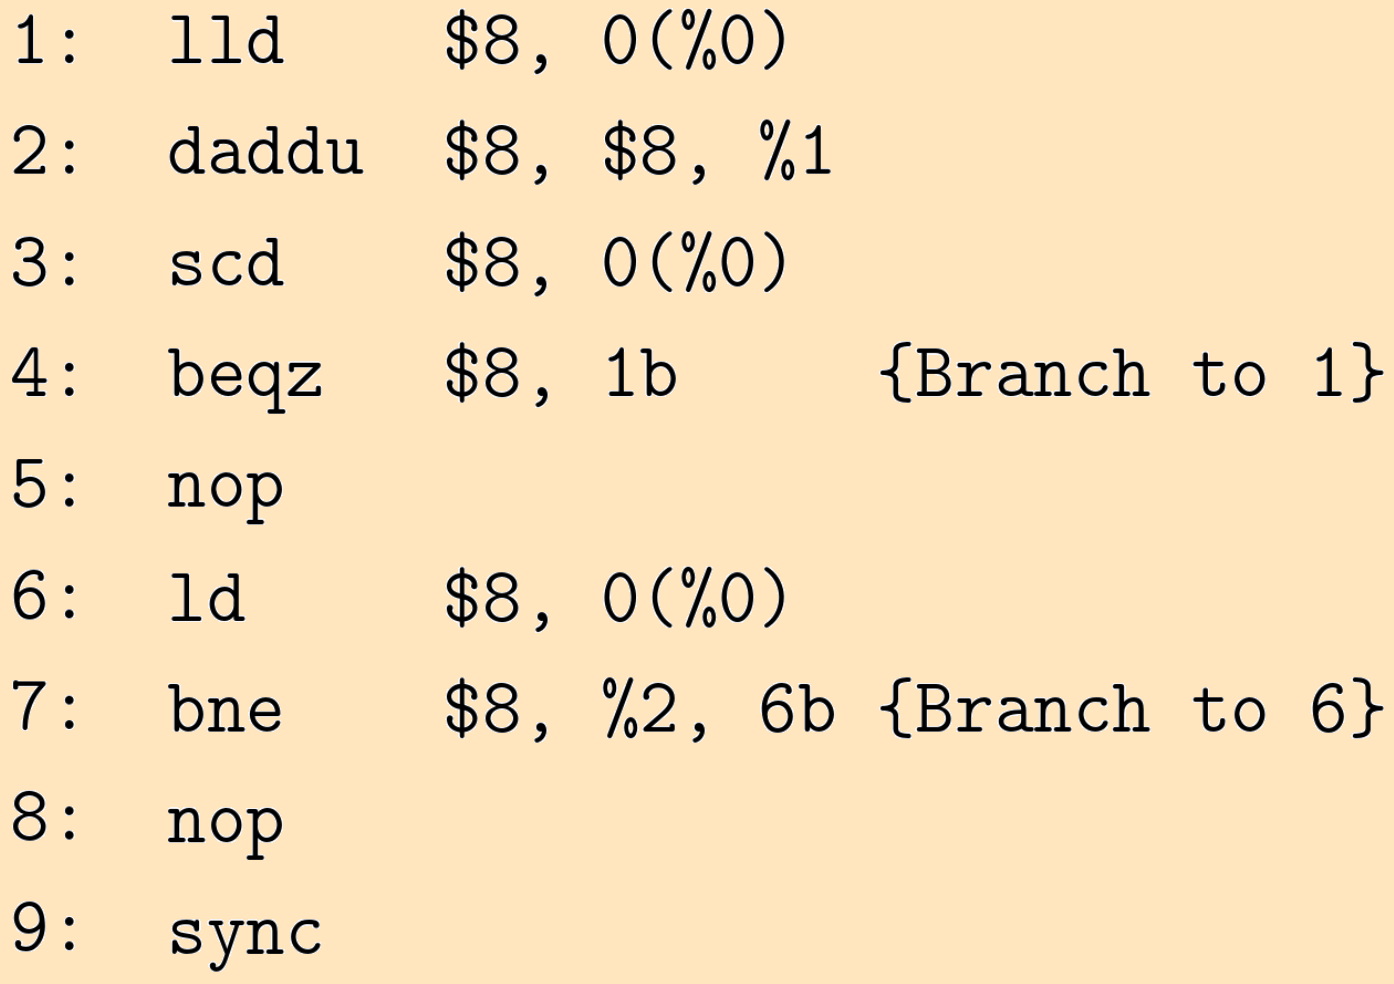 1: lld $8, 0(%0)
2: daddu $8, $8, %1
3: scd $8, 0(%0)
4: beqz $8, 1b {Branch to 1}
5: nop
6: ld $8, 0(%0)
7: bne $8, %2, 6b {Branch to 6}
8: nop
9: sync